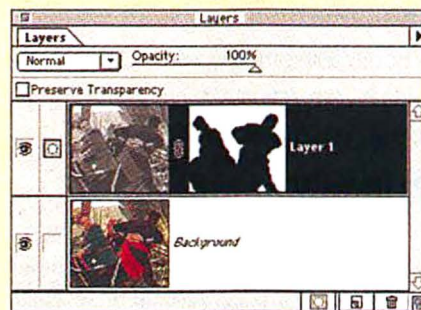 Layers
Layers
Normal Opacity: 100%
Preserve Transparency
Layer 1
Background